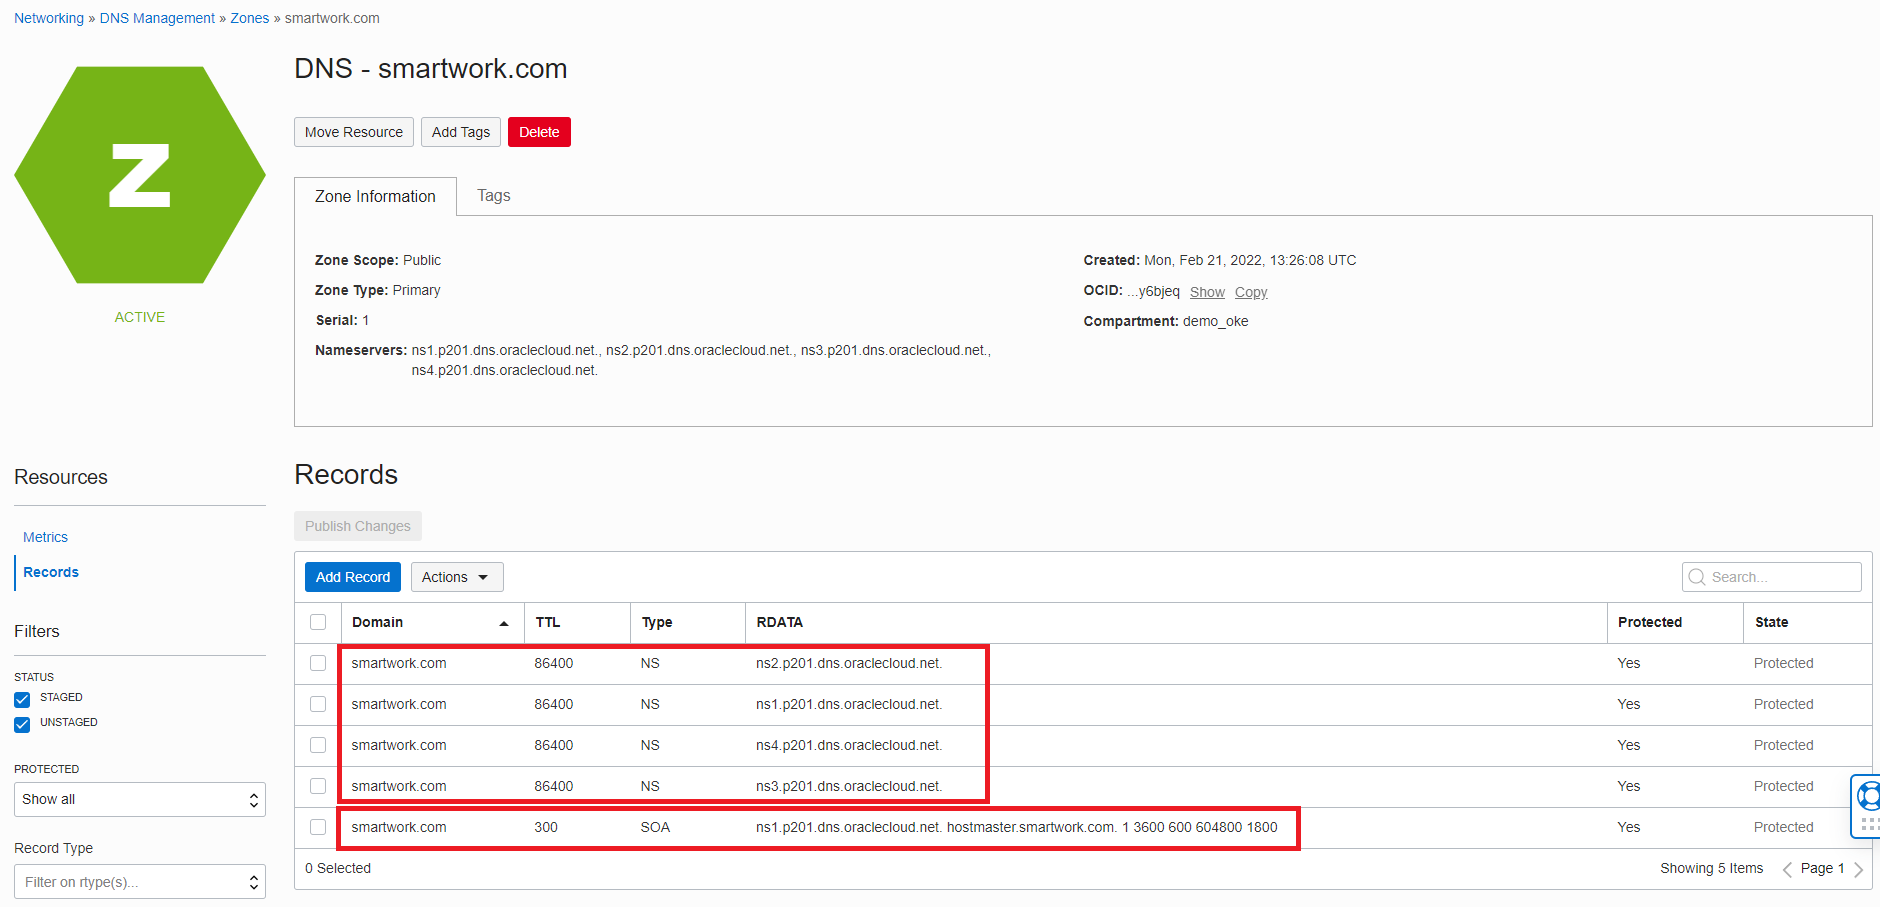 Networking » DNS Management » Zones » smartwork.com
Z
ACTIVE
DNS - smartwork.com
Move Resource Add Tags Delete
Zone Information Tags
Zone Scope: Public
Zone Type: Primary
Serial: 1
Nameservers: ns1.p201.dns.oraclecloud.net., ns2.p201.dns.oraclecloud.net., ns3.p201.dns.oraclecloud.net.,
ns4.p201.dns.oraclecloud.net.
Created: Mon, Feb 21, 2022, 13:26:08 UTC
OCID: ...y6bjeq Show Copy
Compartment: demo_oke
Resources
Metrics
Records
Filters
STATUS
STAGED
UNSTAGED
PROTECTED
Show all
Record Type
Filter on rtype(s)...
Records
Publish Changes
Add Record Actions Search...
Domain TTL Type RDATA Protected State
smartwork.com 86400 NS ns2.p201.dns.oraclecloud.net. Yes Protected
smartwork.com 86400 NS ns1.p201.dns.oraclecloud.net. Yes Protected
smartwork.com 86400 NS ns4.p201.dns.oraclecloud.net. Yes Protected
smartwork.com 86400 NS ns3.p201.dns.oraclecloud.net. Yes Protected
smartwork.com 300 SOA ns1.p201.dns.oraclecloud.net. hostmaster.smartwork.com. 1 3600 600 604800 1800 Yes Protected
0 Selected Showing 5 Items Page 1